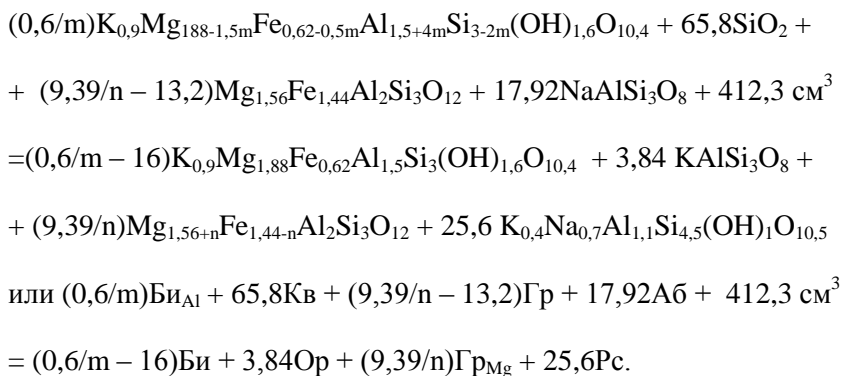 (0,6/m)K₀,₉Mg₁₈₈₋₁,₅ₘFe₀,₆₂₋₀,₅ₘAl₁,₅₊₄ₘSi₃₋₂ₘ(OH)₁,₆O₁₀,₄ + 65,8SiO₂ +
+ (9,39/n – 13,2)Mg₁,₅₆Fe₁,₄₄Al₂Si₃O₁₂ + 17,92NaAlSi₃O₈ + 412,3 см³
=(0,6/m – 16)K₀,₉Mg₁,₈₈Fe₀,₆₂Al₁,₅Si₃(OH)₁,₆O₁₀,₄ + 3,84 KAlSi₃O₈ +
+ (9,39/n)Mg₁,₅₆₊ₙFe₁,₄₄₋ₙAl₂Si₃O₁₂ + 25,6 K₀,₄Na₀,₇Al₁,₁Si₄,₅(OH)₁O₁₀,₅
или (0,6/m)Би_Al + 65,8Кв + (9,39/n – 13,2)Гр + 17,92Аб + 412,3 см³
= (0,6/m – 16)Би + 3,84Ор + (9,39/n)Гр_Mg + 25,6Рс.